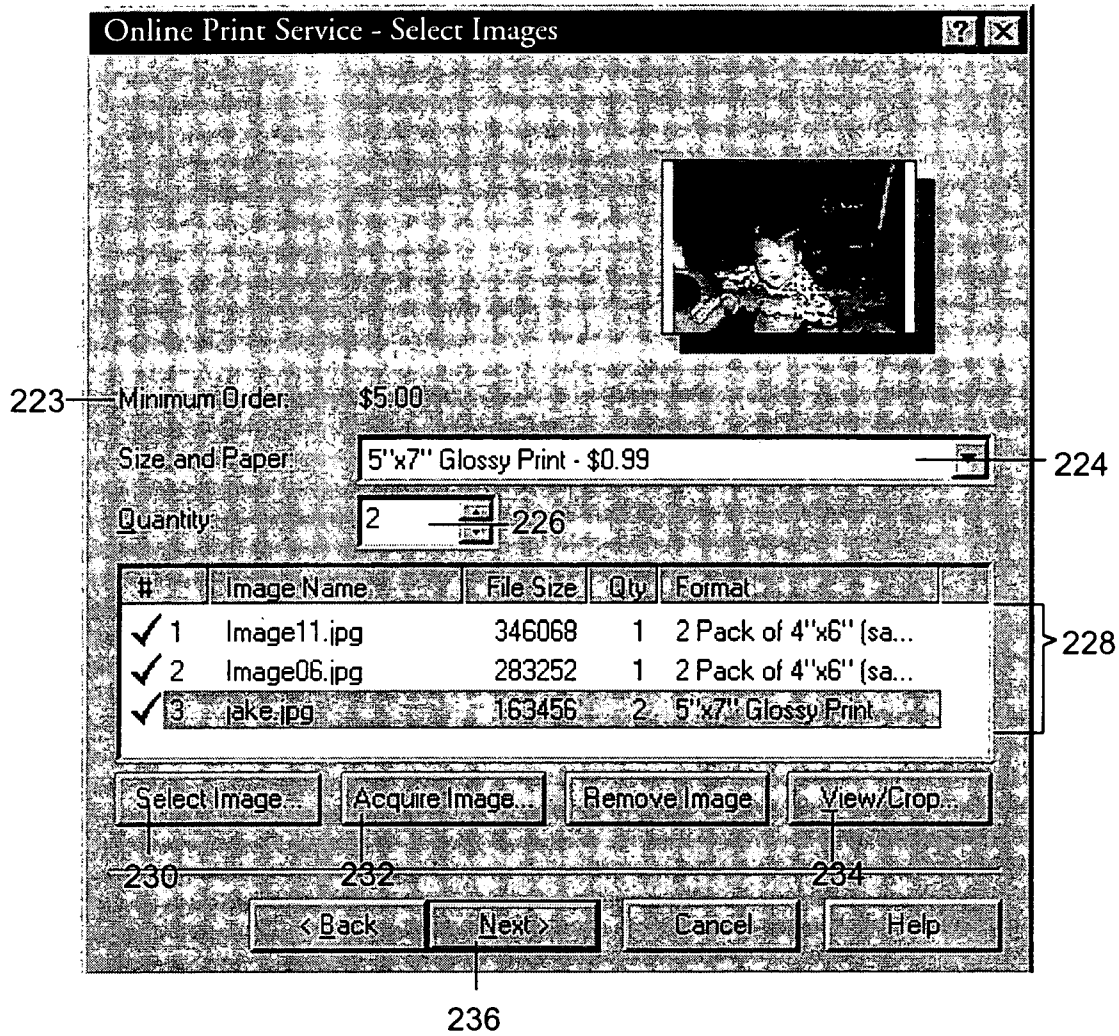 Online Print Service - Select Images ? X
223 Minimum Order: $5.00
Size and Paper: 5"x7" Glossy Print - $0.99 224
Quantity: 2 226
# Image Name File Size Qty Format
1 Image11.jpg 346068 1 2 Pack of 4"x6" (sa...
2 Image06.jpg 283252 1 2 Pack of 4"x6" (sa...
3 jake.jpg 163456 2 5"x7" Glossy Print
228
Select Image... Acquire Image... Remove Image View/Crop...
230 232 234
< Back Next > Cancel Help
236